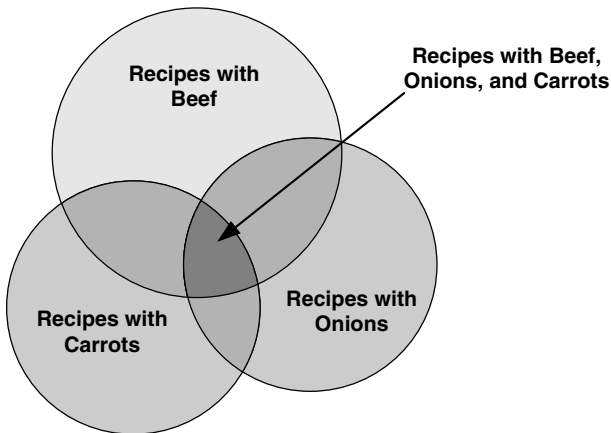 Recipes with
Beef
Recipes with Beef,
Onions, and Carrots
Recipes with
Onions
Recipes with
Carrots